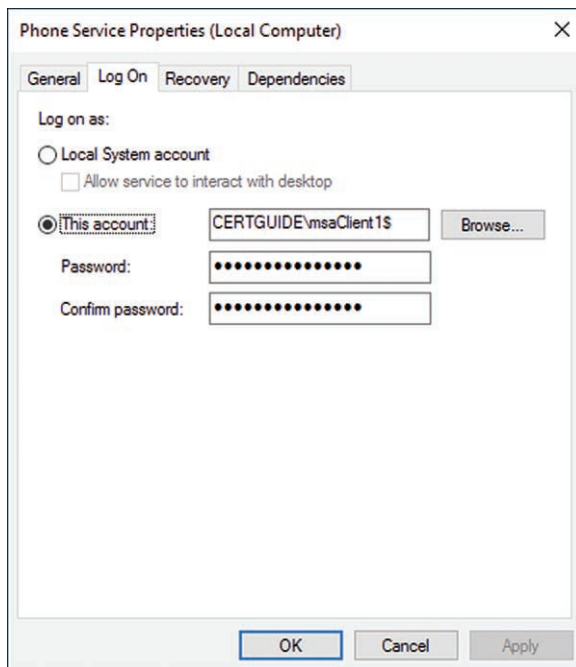 Phone Service Properties (Local Computer)
General Log On Recovery Dependencies
Log on as:
Local System account
Allow service to interact with desktop
This account: CERTGUIDE\msaClient1$ Browse...
Password: •••••••••••••••
Confirm password: •••••••••••••••
OK Cancel Apply